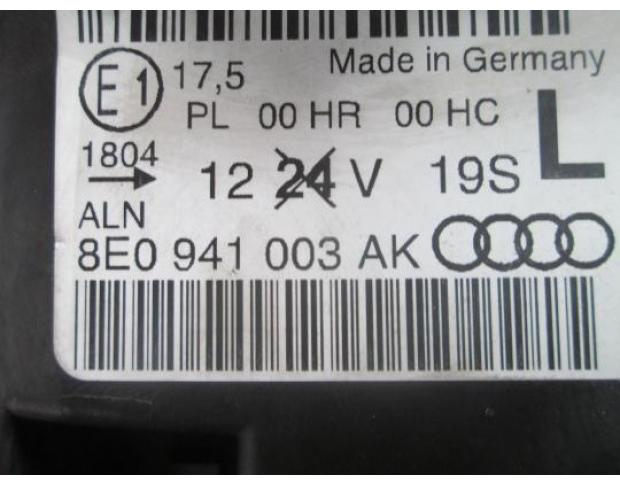 Made in Germany
E1 17,5
PL 00 HR 00 HC
1804
12 24 V 19S L
ALN
8E0 941 003 AK